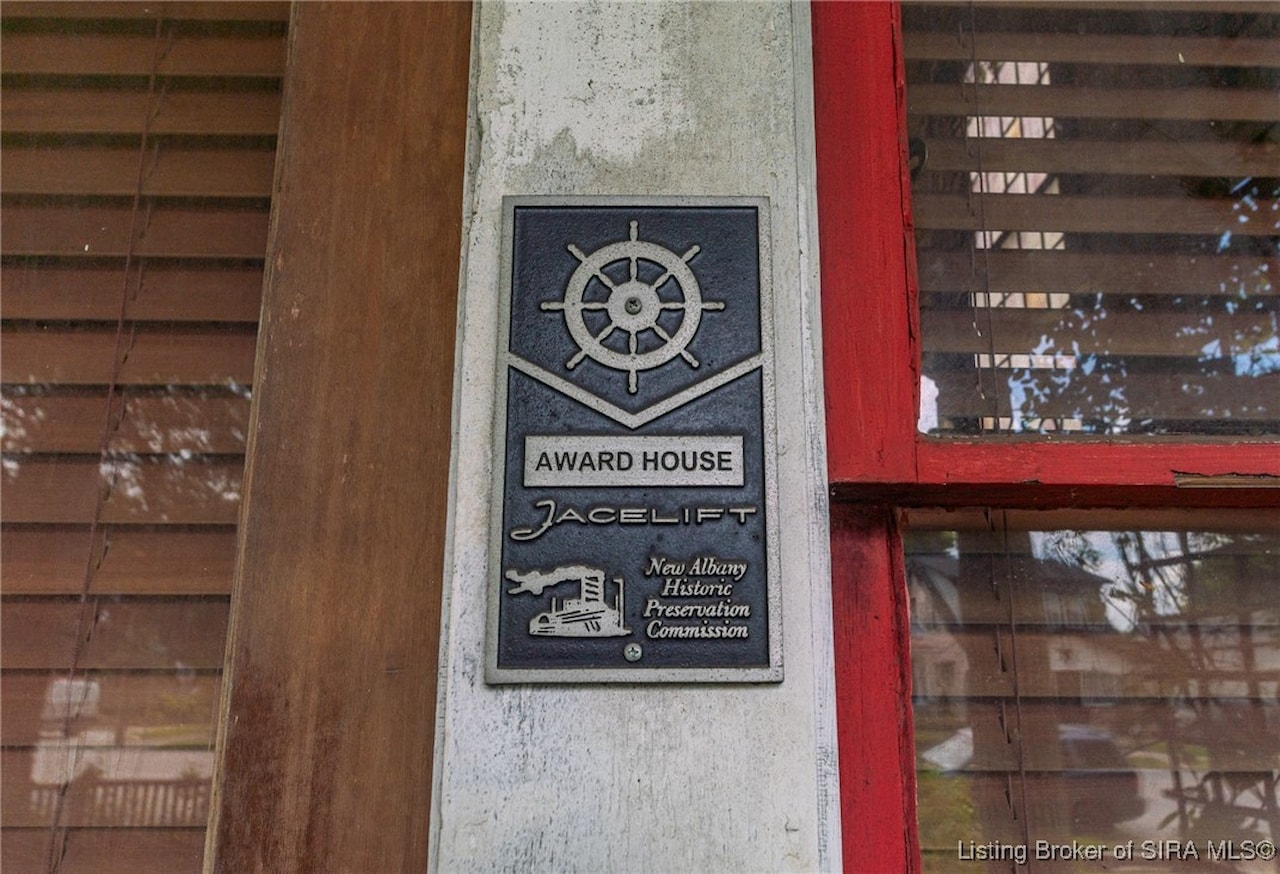 AWARD HOUSE
FACELIFT
New Albany
Historic
Preservation
Commission
Listing Broker of SIRA MLS©